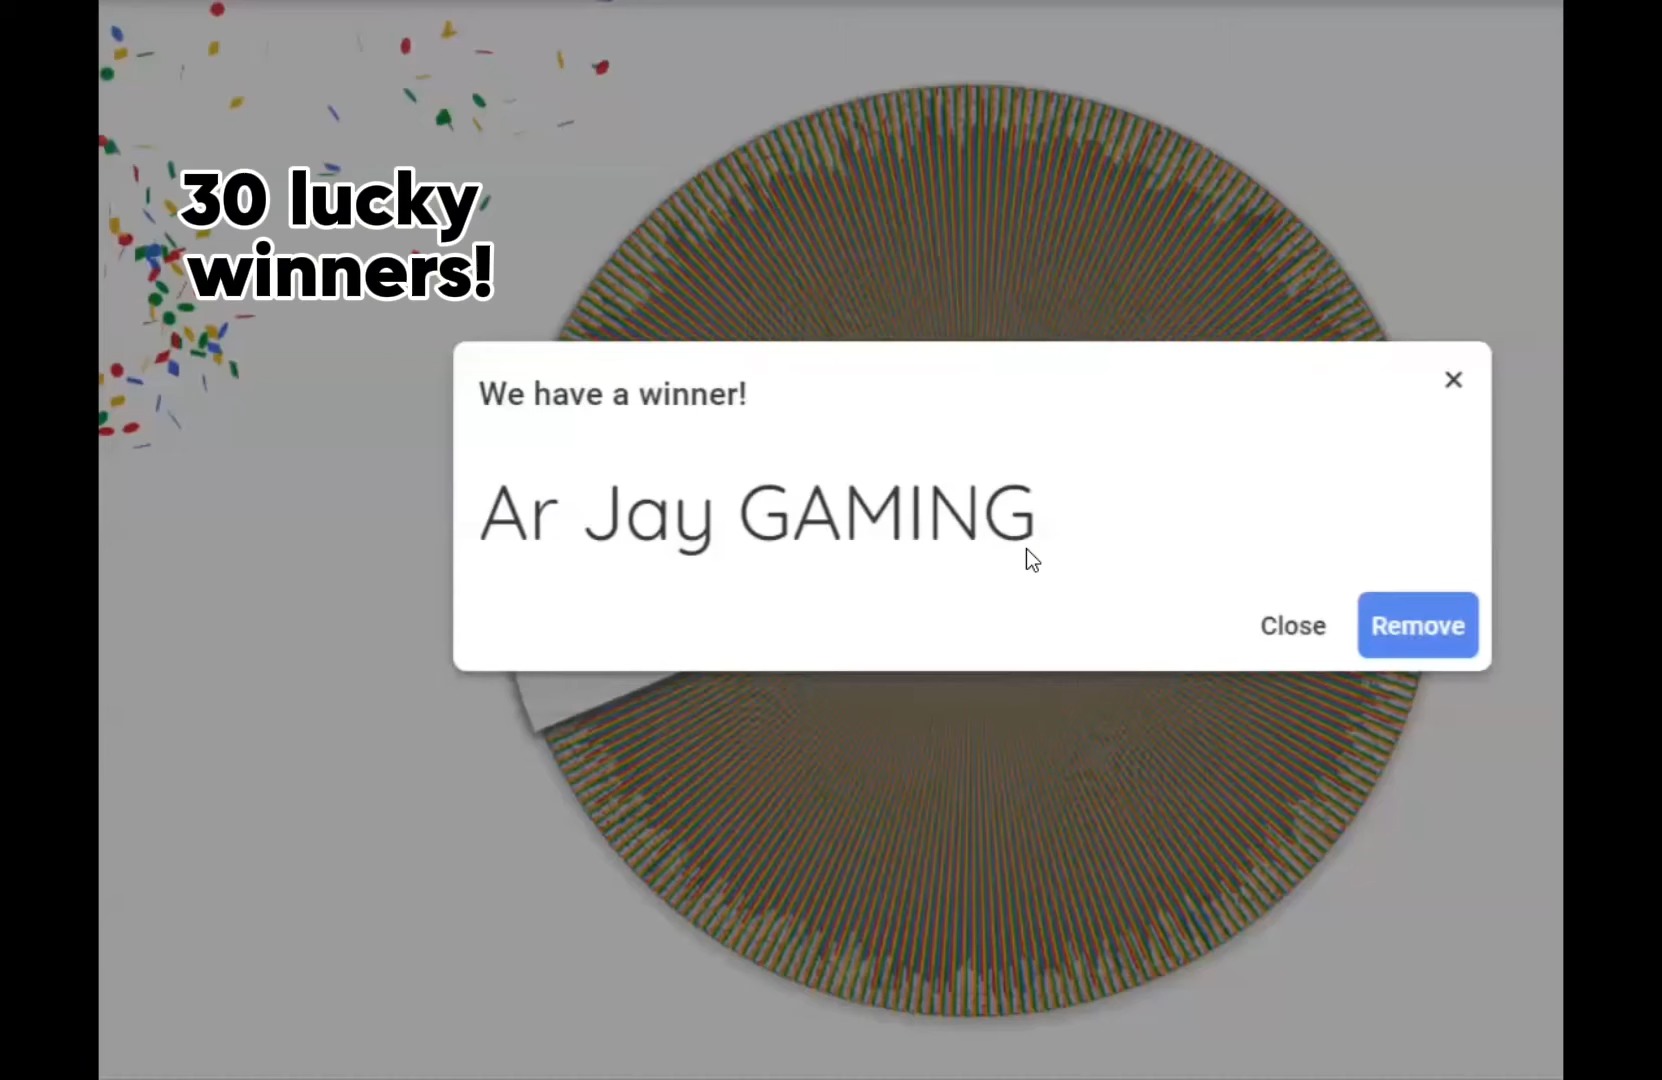 30 lucky
winners!
We have a winner!
Ar Jay GAMING
Close
Remove